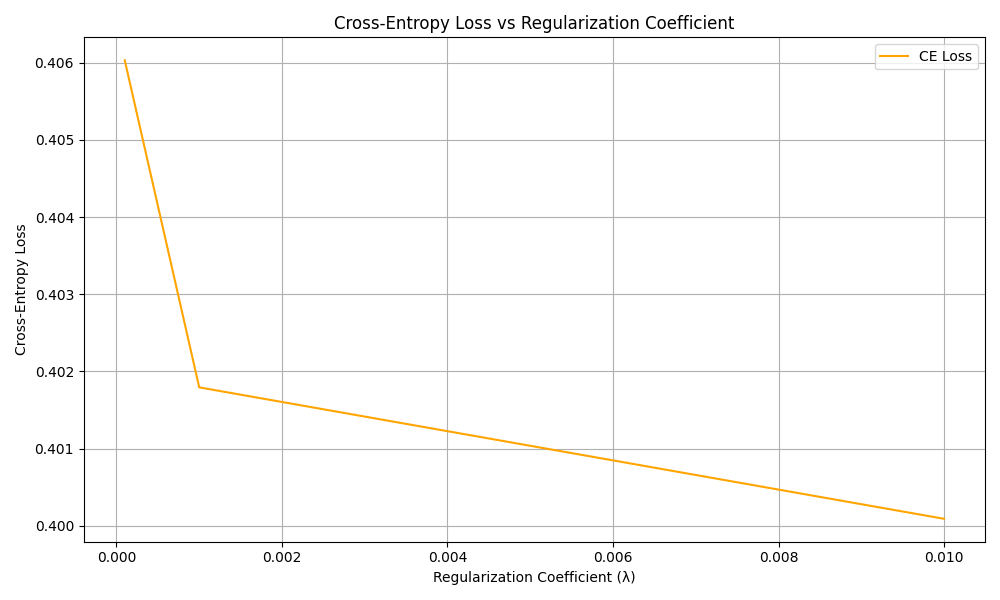 Cross-Entropy Loss vs Regularization Coefficient
CE Loss
0.406
0.405
0.404
0.403
0.402
0.401
0.400
Cross-Entropy Loss
0.000 0.002 0.004 0.006 0.008 0.010
Regularization Coefficient (λ)